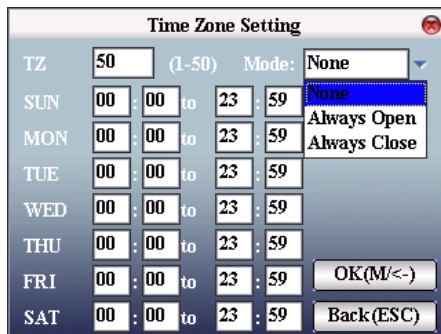 Time Zone Setting
TZ 50 (1-50) Mode: None
SUN 00 : 00 to 23 : 59 None
Always Open
MON 00 : 00 to 23 : 59 Always Close
TUE 00 : 00 to 23 : 59
WED 00 : 00 to 23 : 59
THU 00 : 00 to 23 : 59
FRI 00 : 00 to 23 : 59 OK(M/<-)
SAT 00 : 00 to 23 : 59 Back(ESC)